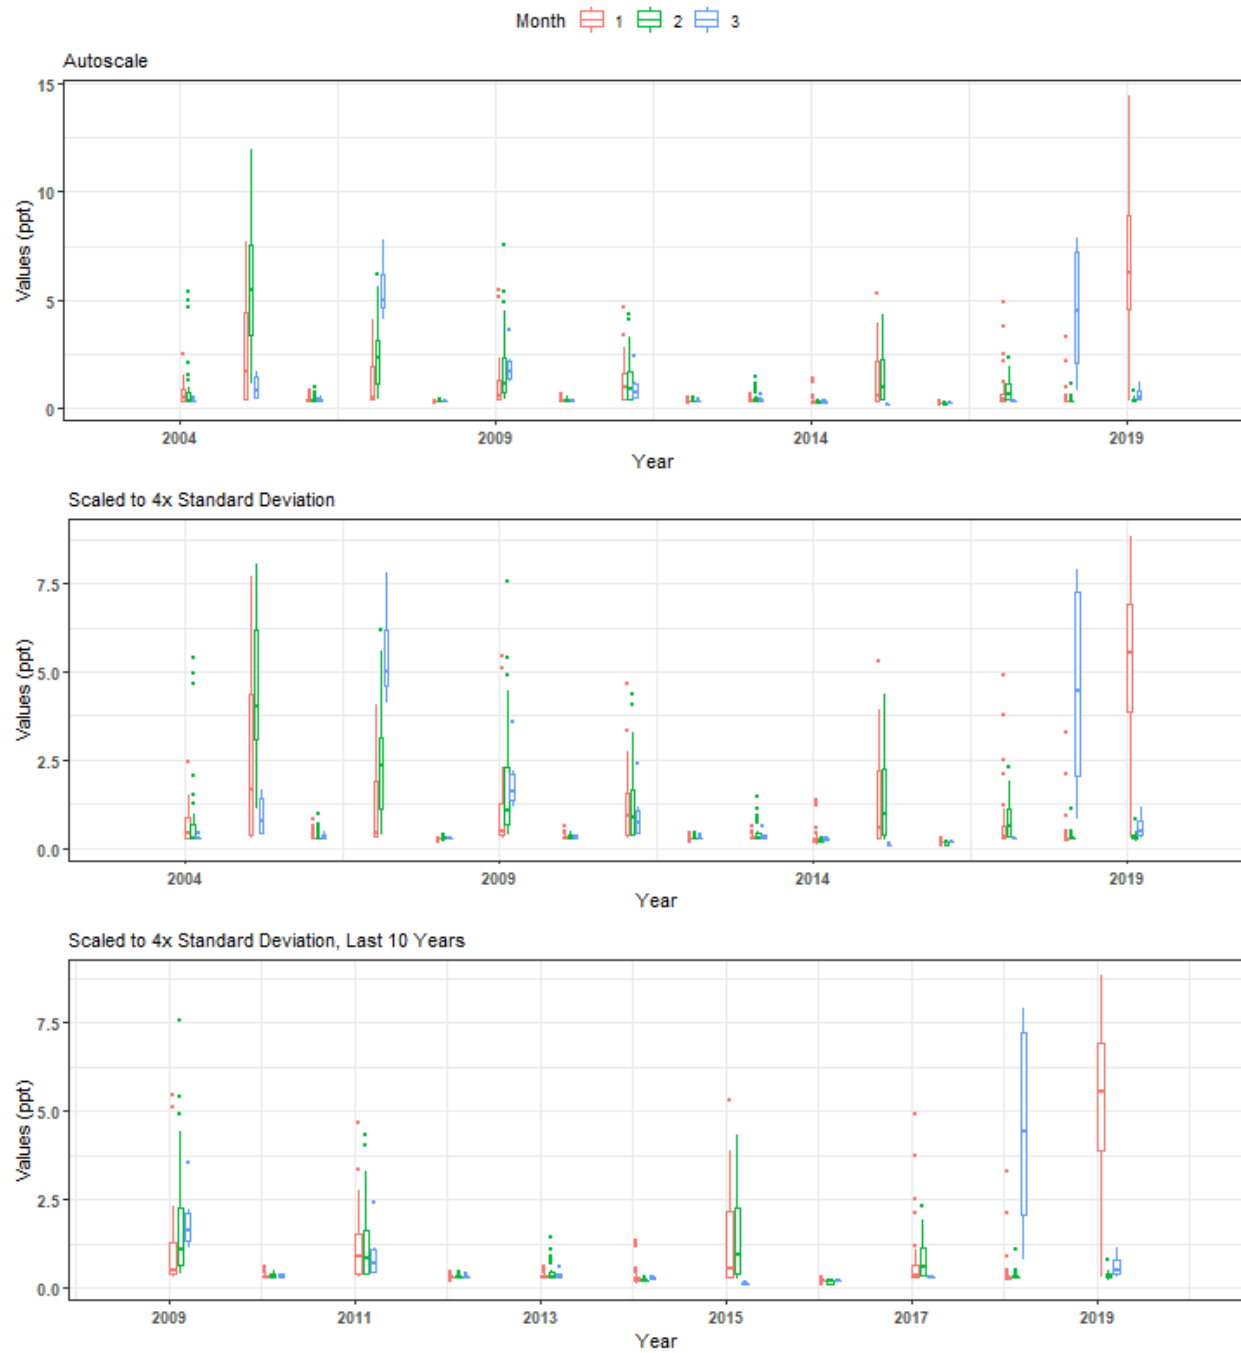 Month 1 2 3
Autoscale
15
10
5
0
Values (ppt)
2004 2009 2014 2019
Year
Scaled to 4x Standard Deviation
7.5
5.0
2.5
0.0
Values (ppt)
2004 2009 2014 2019
Year
Scaled to 4x Standard Deviation, Last 10 Years
7.5
5.0
2.5
0.0
Values (ppt)
2009 2011 2013 2015 2017 2019
Year